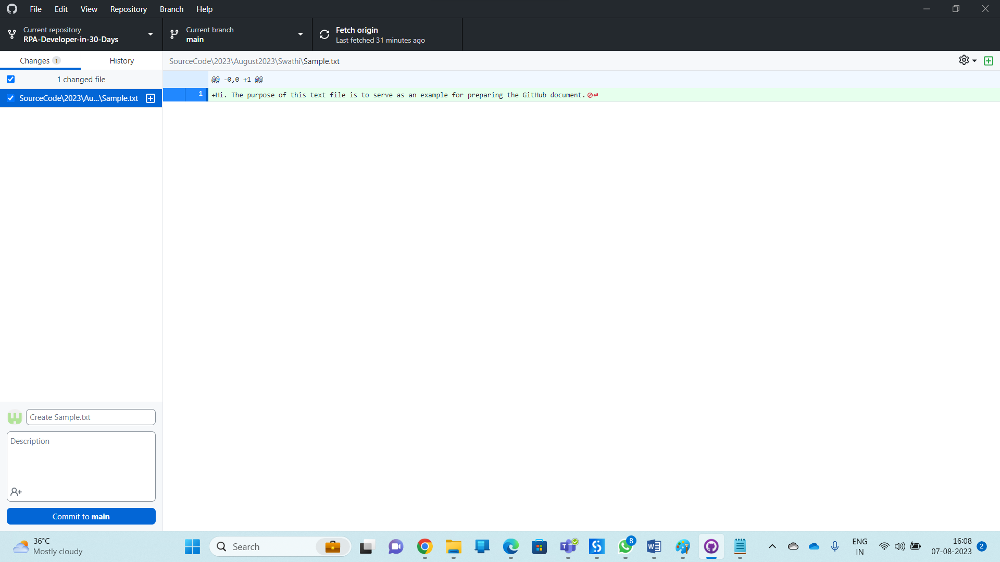 File Edit View Repository Branch Help
Current repository
RPA-Developer-in-30-Days
Current branch
main
Fetch origin
Last fetched 31 minutes ago
Changes 1
History
SourceCode\2023\August2023\Swathi\Sample.txt
1 changed file
@@ -0,0 +1 @@
SourceCode\2023\Au...\Sample.txt
1 +Hi. The purpose of this text file is to serve as an example for preparing the GitHub document.
Create Sample.txt
Description
Commit to main
36°C
Mostly cloudy
Search
8
ENG
IN
16:08
07-08-2023
2